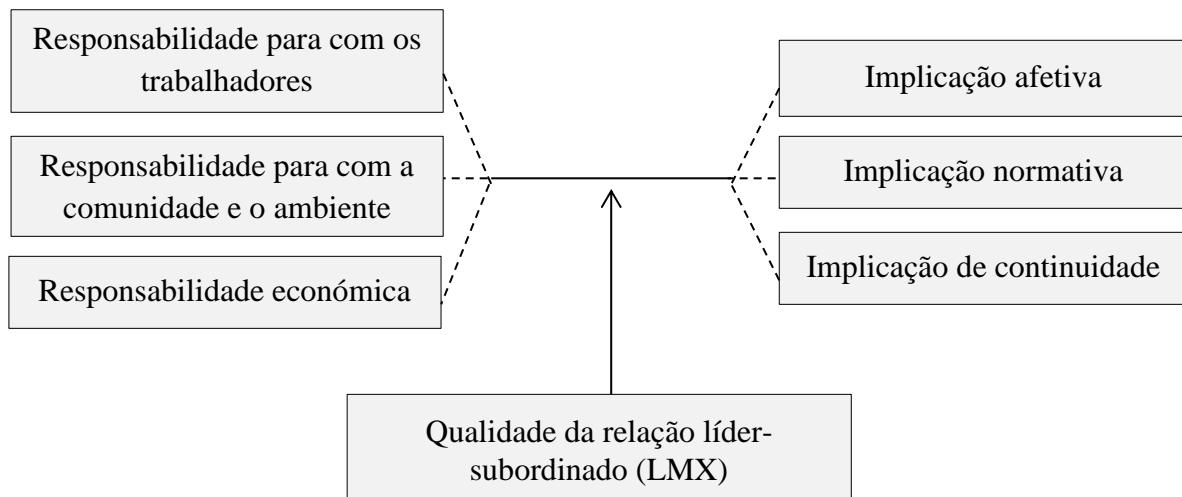 Responsabilidade para com os
trabalhadores
Responsabilidade para com a
comunidade e o ambiente
Responsabilidade económica
Implicação afetiva
Implicação normativa
Implicação de continuidade
Qualidade da relação líder-
subordinado (LMX)